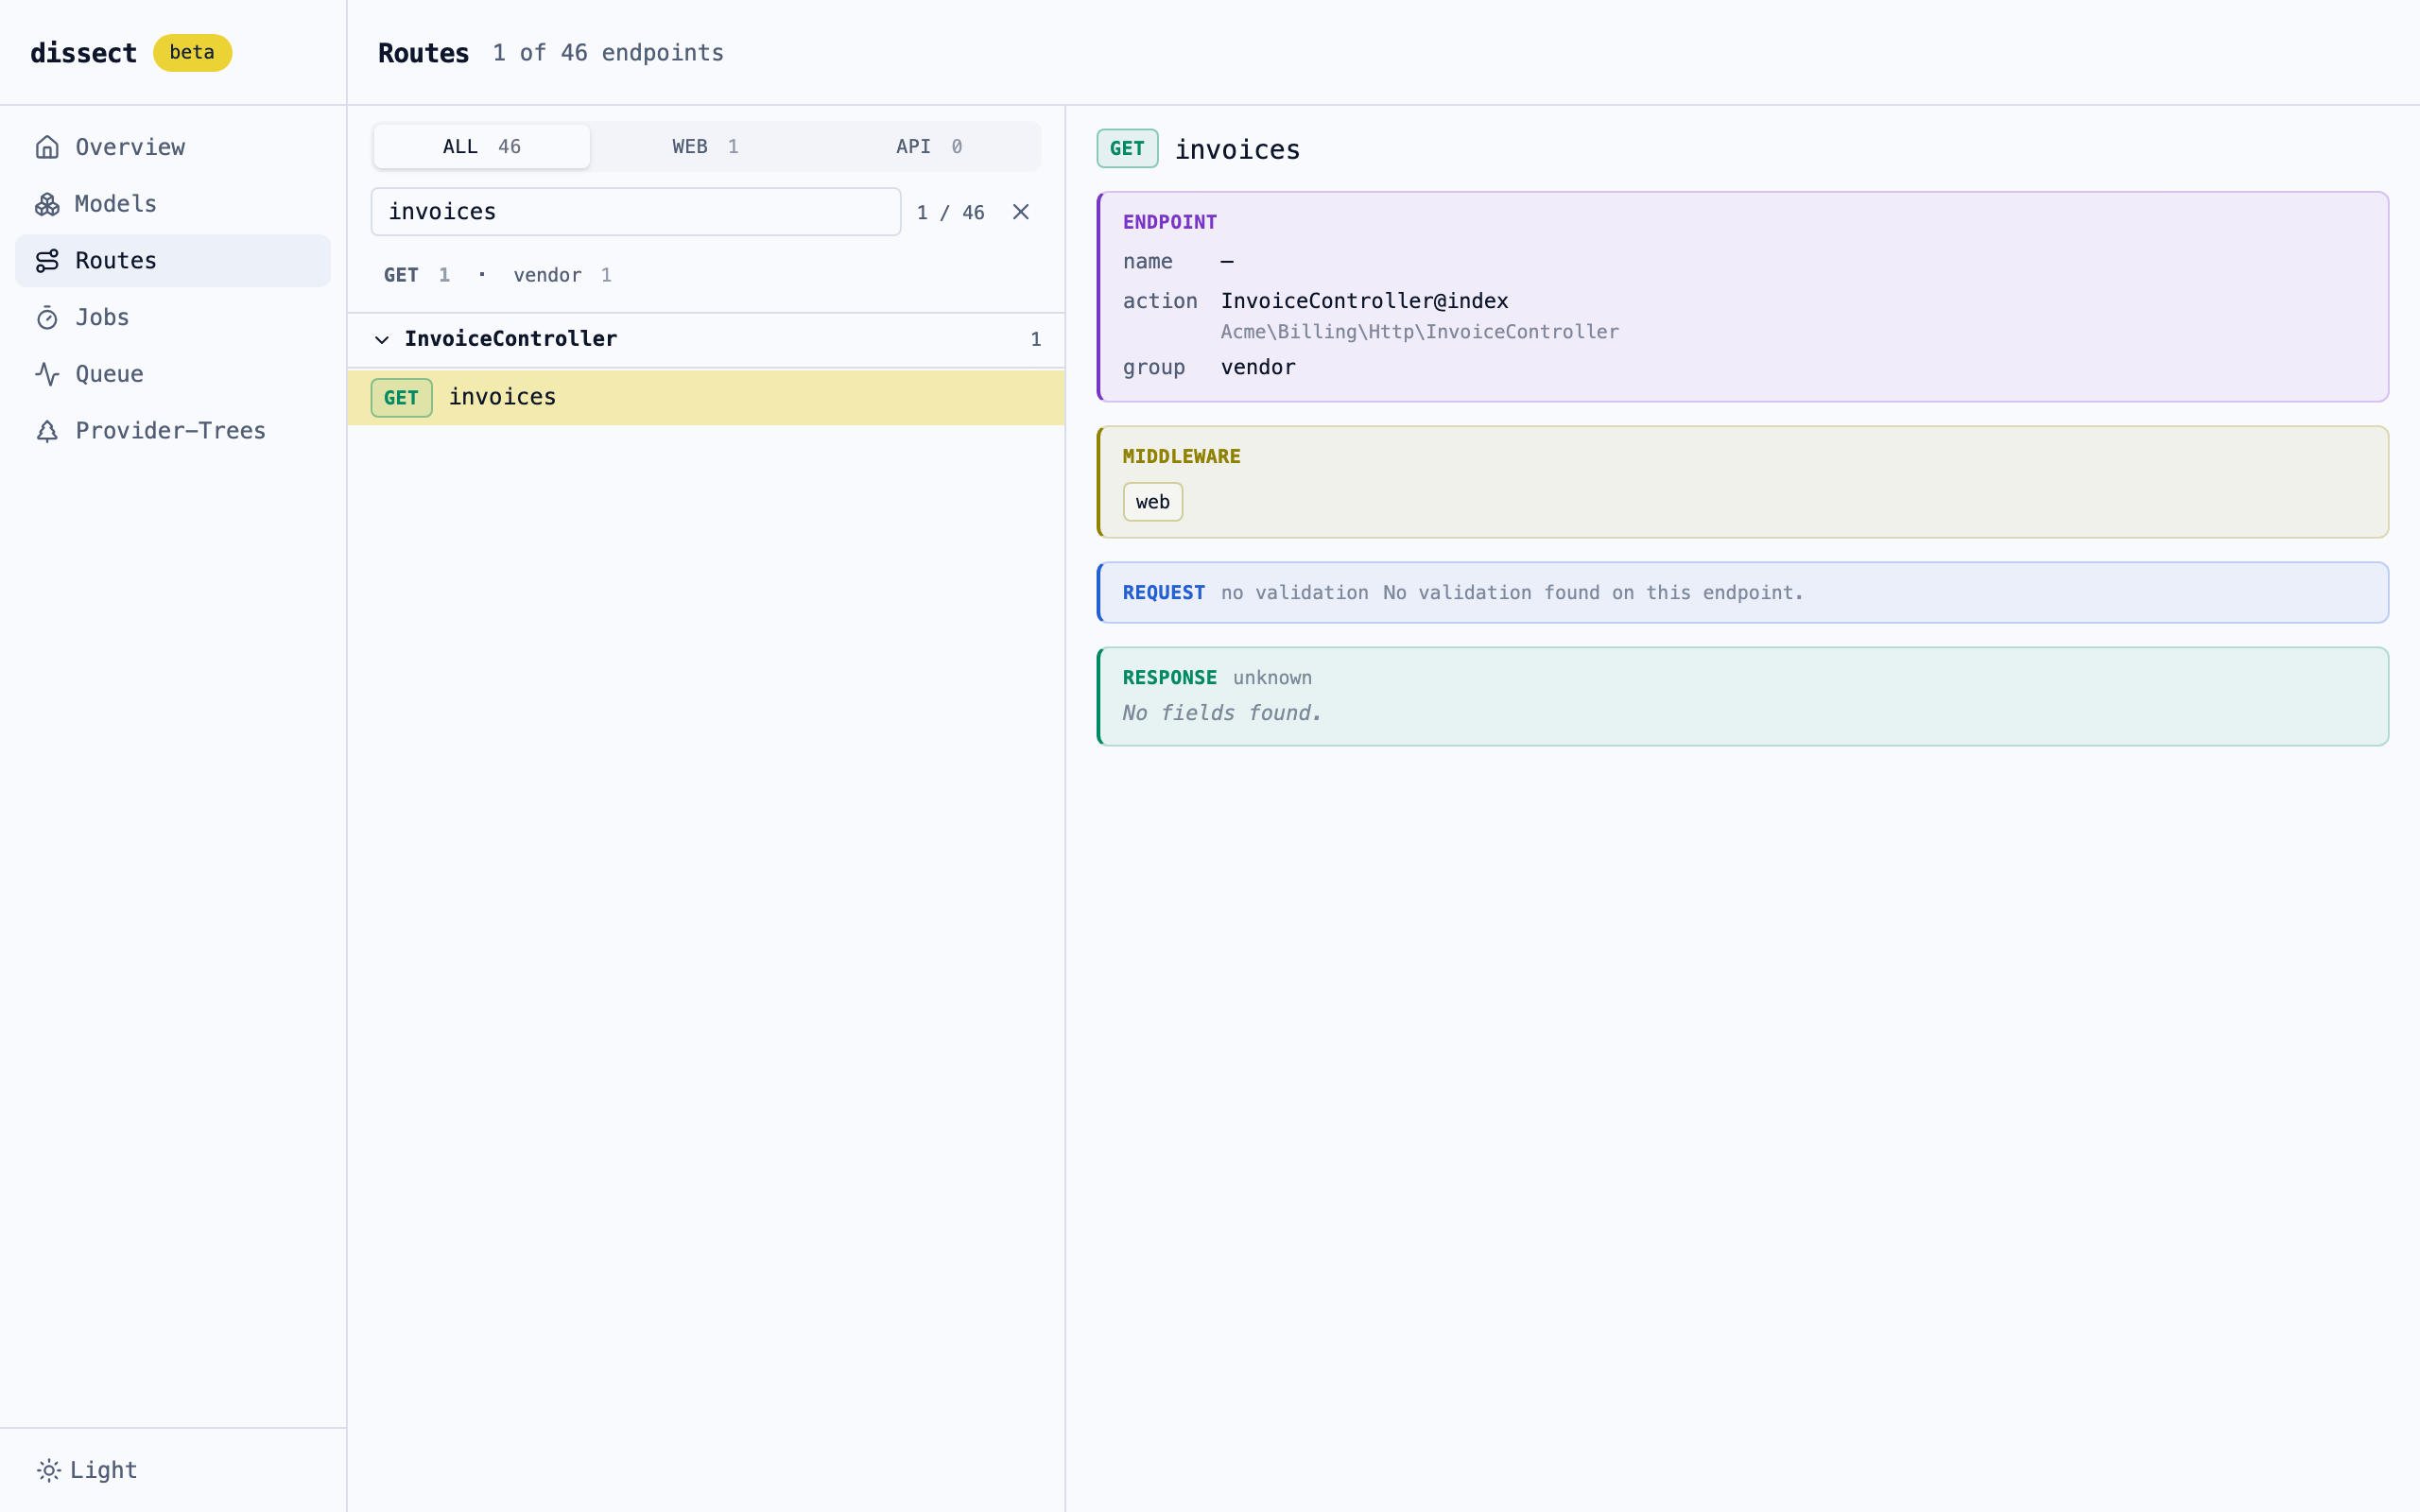 dissect beta
Routes 1 of 46 endpoints
Overview
Models
Routes
Jobs
Queue
Provider-Trees
Light
ALL 46 WEB 1 API 0
invoices 1 / 46
GET 1 · vendor 1
InvoiceController 1
GET invoices
GET invoices
ENDPOINT
name —
action InvoiceController@index
Acme\Billing\Http\InvoiceController
group vendor
MIDDLEWARE
web
REQUEST no validation No validation found on this endpoint.
RESPONSE unknown
No fields found.